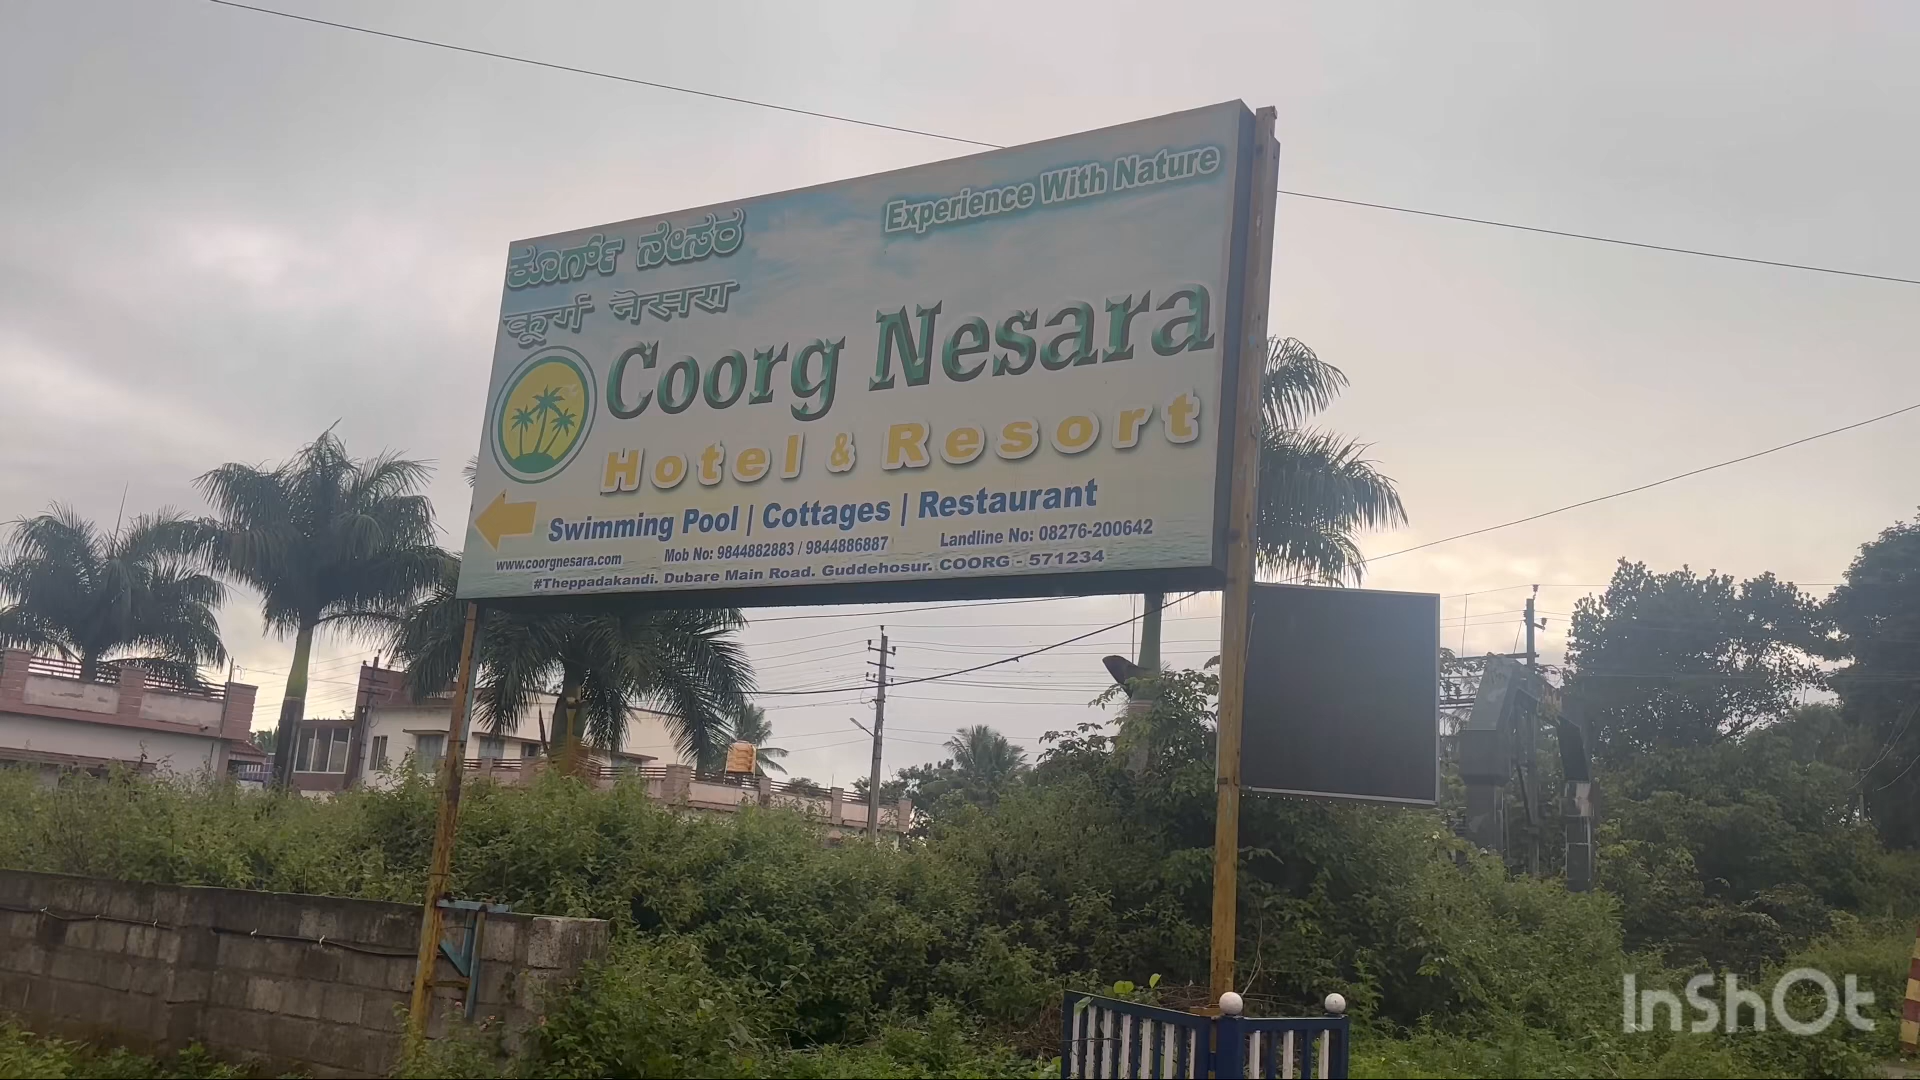 Experience With Nature
ಕೂರ್ಗ್ ನೇಸರ
कूर्ग नेसरा
Coorg Nesara
Hotel & Resort
Swimming Pool | Cottages | Restaurant
www.coorgnesara.com Mob No: 9844882883 / 9844886887 Landline No: 08276-200642
#Theppadakandi. Dubare Main Road. Guddehosur. COORG - 571234
InShOt